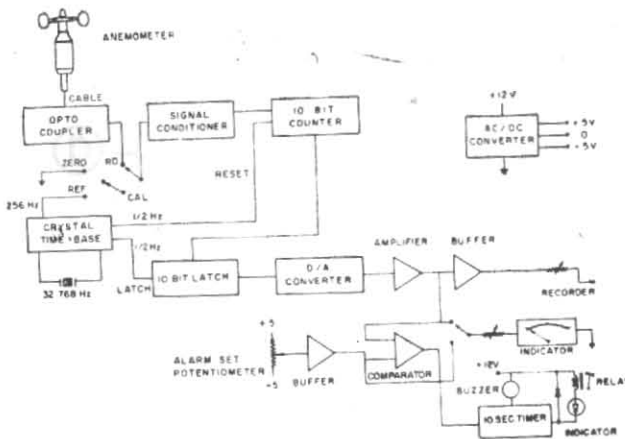 ANEMOMETER
CABLE
OPTO
COUPLER
SIGNAL
CONDITIONER
10 BIT
COUNTER
+12V
AC/DC
CONVERTER
+5V
0
-5V
ZERO
RD
CAL
REF
256 Hz
RESET
1/2 Hz
CRYSTAL
TIME BASE
1/2Hz
LATCH
32 768 Hz
10 BIT LATCH
D/A
CONVERTER
AMPLIFIER
BUFFER
RECORDER
+5
ALARM SET
POTENTIOMETER
-5
BUFFER
COMPARATOR
INDICATOR
+12V
BUZZER
RELAY
10 SEC.TIMER
INDICATOR